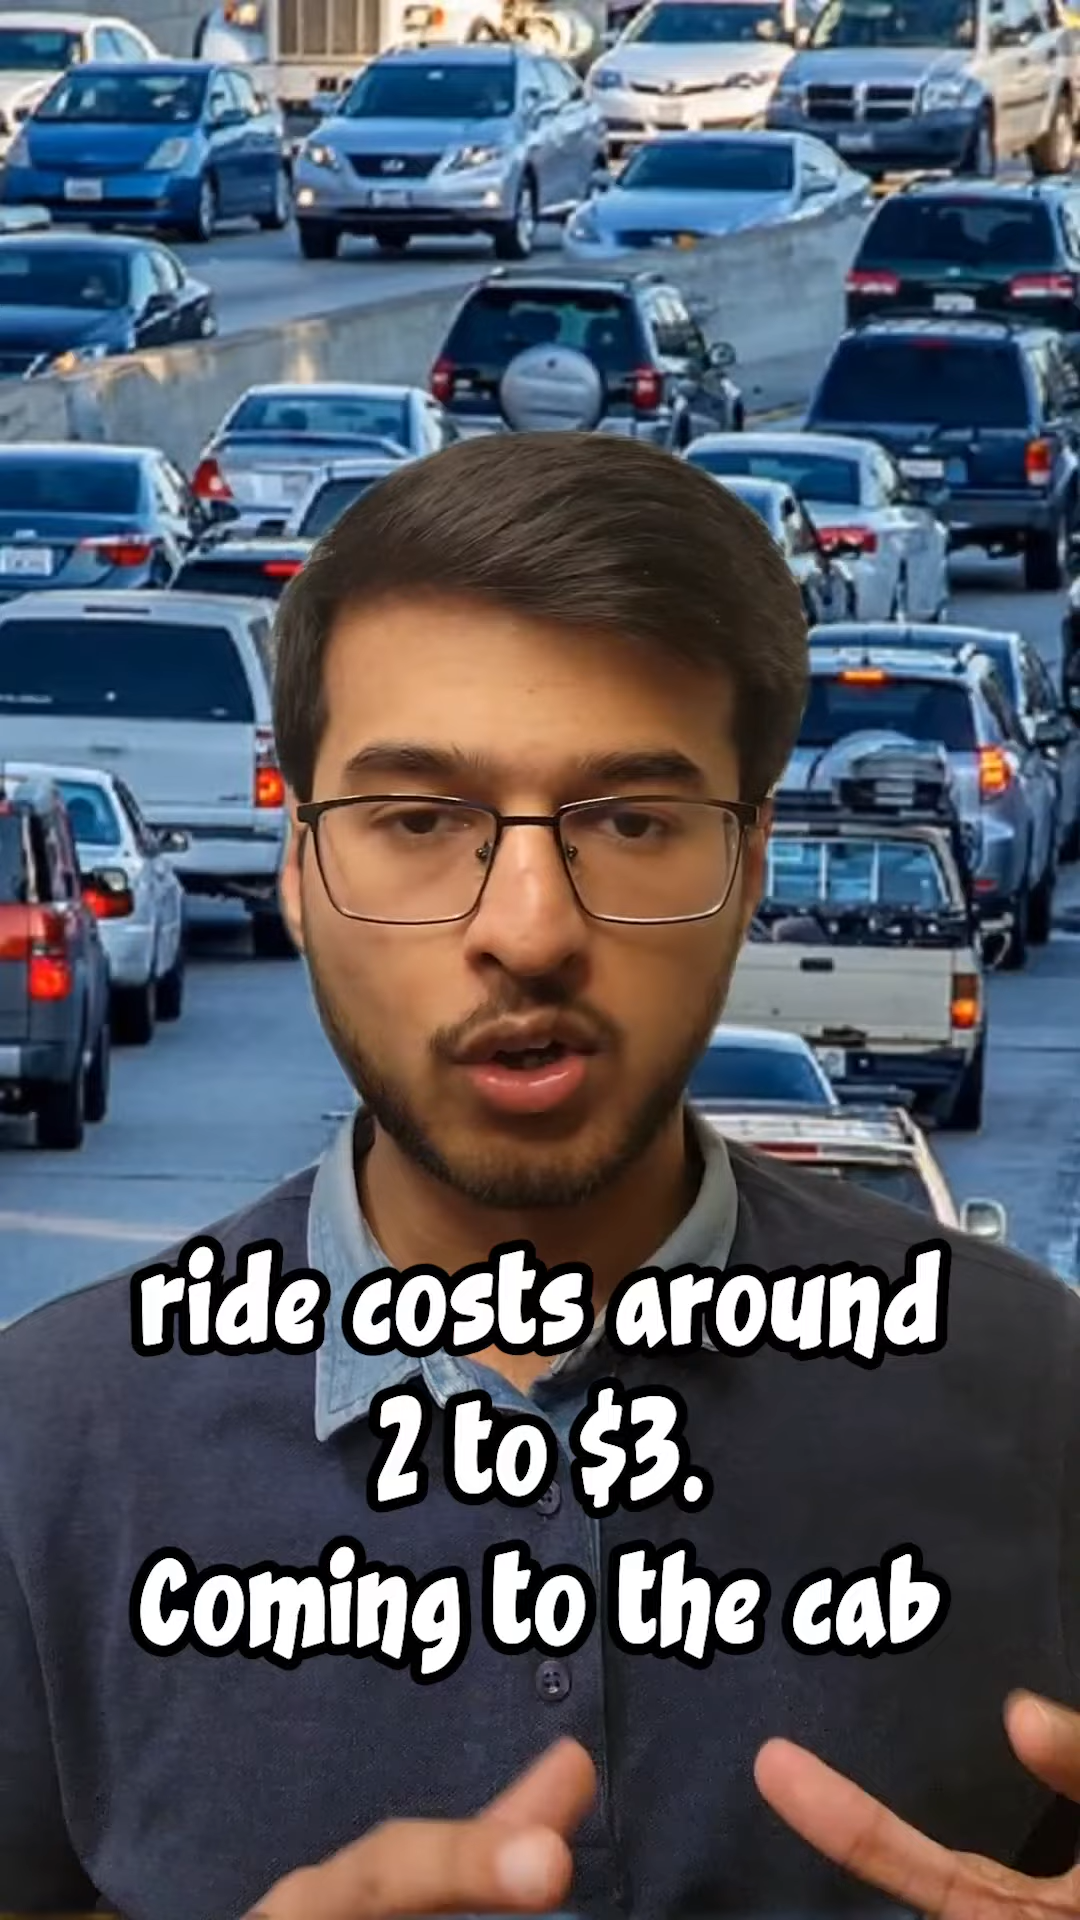 ride costs around
2 to $3.
Coming to the cab